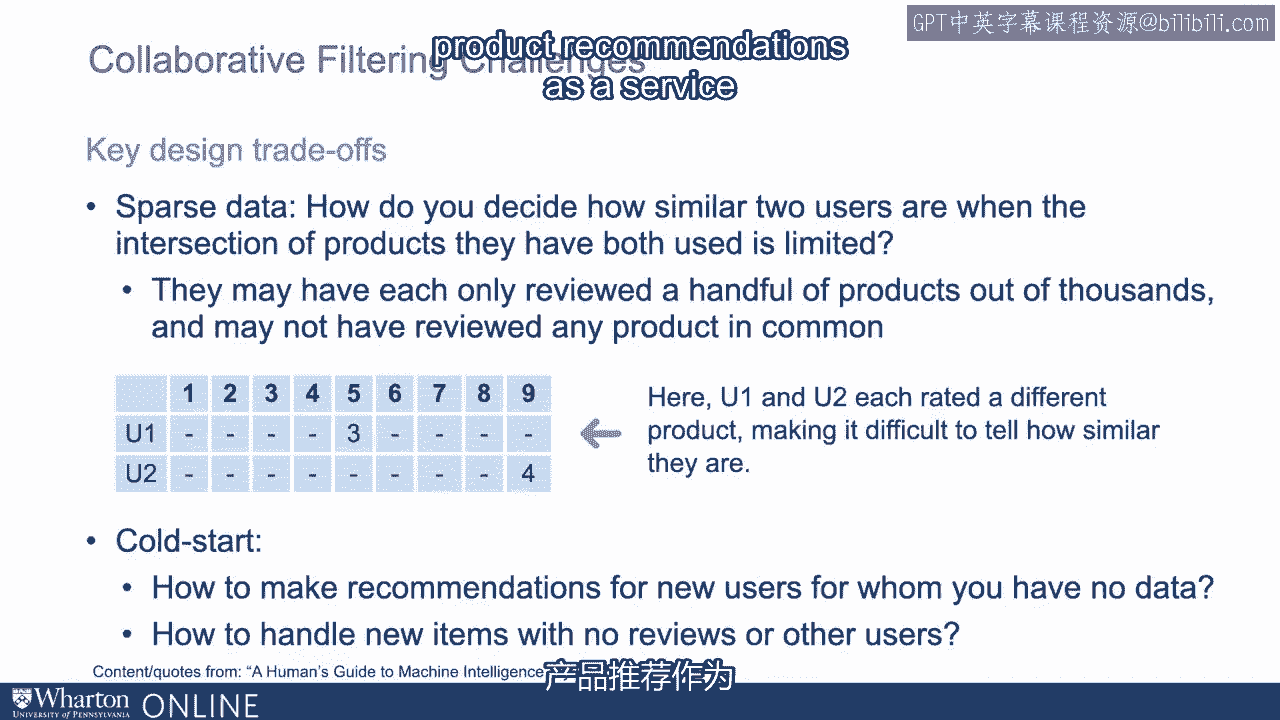 GPT中英字幕课程资源@bilibili.com
Collaborative Filtering Challenges
product recommendations
as a service
Key design trade-offs
• Sparse data: How do you decide how similar two users are when the
intersection of products they have both used is limited?
• They may have each only reviewed a handful of products out of thousands,
and may not have reviewed any product in common
1 2 3 4 5 6 7 8 9
U1 - - - - 3 - - - -
U2 - - - - - - - - 4
Here, U1 and U2 each rated a different
product, making it difficult to tell how similar
they are.
• Cold-start:
• How to make recommendations for new users for whom you have no data?
• How to handle new items with no reviews or other users?
Content/quotes from: “A Human’s Guide to Machine Intelligence
产品推荐作为
Wharton ONLINE
UNIVERSITY of PENNSYLVANIA